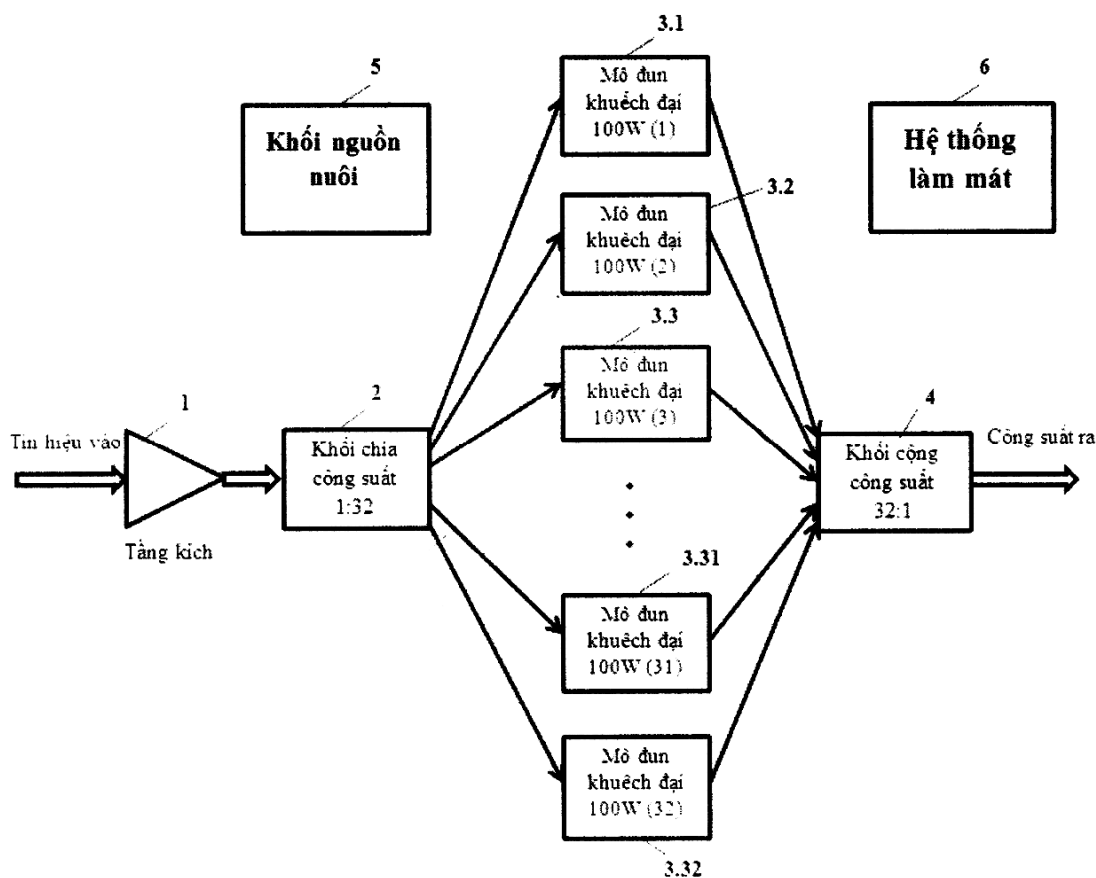 3.1
5
6
Mô đun
khuếch đại
100W (1)
Khối nguồn
nuôi
Hệ thống
làm mát
3.2
Mô đun
khuếch đại
100W (2)
3.3
Mô đun
khuếch đại
100W (3)
1
2
4
Tín hiệu vào
Khối chia
công suất
1:32
Khối cộng
công suất
32:1
Công suất ra
Tầng kích
3.31
Mô đun
khuếch đại
100W (31)
Mô đun
khuếch đại
100W (32)
3.32